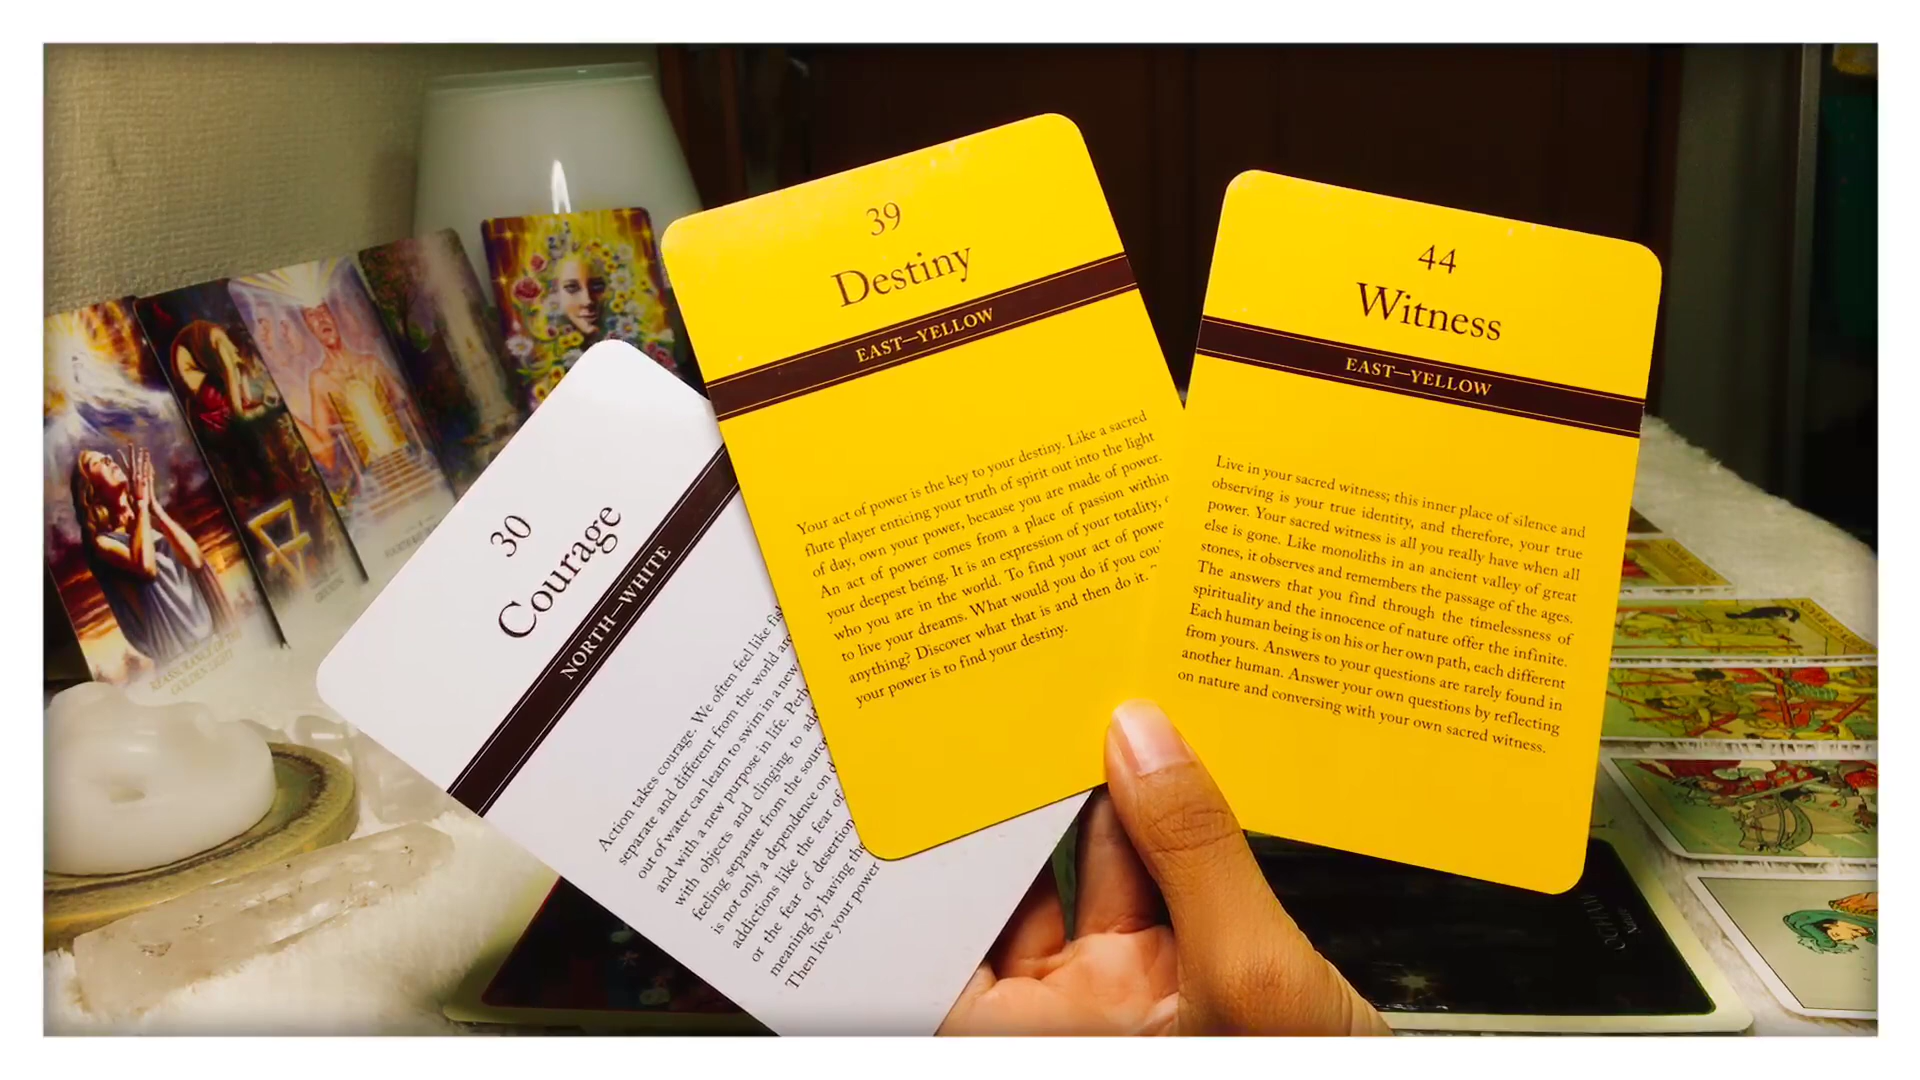 30
Courage
NORTH—WHITE
Action takes courage. We often feel like
separate and different from the world
out of water can learn to swim in a new
and with a new purpose in life.
with objects and clinging to
feeling separate from the source
is not only a dependence on
addictions like the fear of
or the fear of desertion
meaning by having the
Then live your power
39
Destiny
EAST—YELLOW
Your act of power is the key to your destiny. Like a sacred
flute player enticing your truth of spirit out into the light
of day, own your power, because you are made of power.
An act of power comes from a place of passion within
your deepest being. It is an expression of your totality,
who you are in the world. To find your act of
to live your dreams. What would you do if you
anything? Discover what that is and then do it.
your power is to find your destiny.
44
Witness
EAST—YELLOW
Live in your sacred witness; this inner place of silence and
observing is your true identity, and therefore, your true
power. Your sacred witness is all you really have when all
else is gone. Like monoliths in an ancient valley of great
stones, it observes and remembers the passage of the ages.
The answers that you find through the timelessness of
spirituality and the innocence of nature offer the infinite.
Each human being is on his or her own path, each different
from yours. Answers to your questions are rarely found in
another human. Answer your own questions by reflecting
on nature and conversing with your own sacred witness.
REASSURANCE OF THE
GOLDEN LIGHT